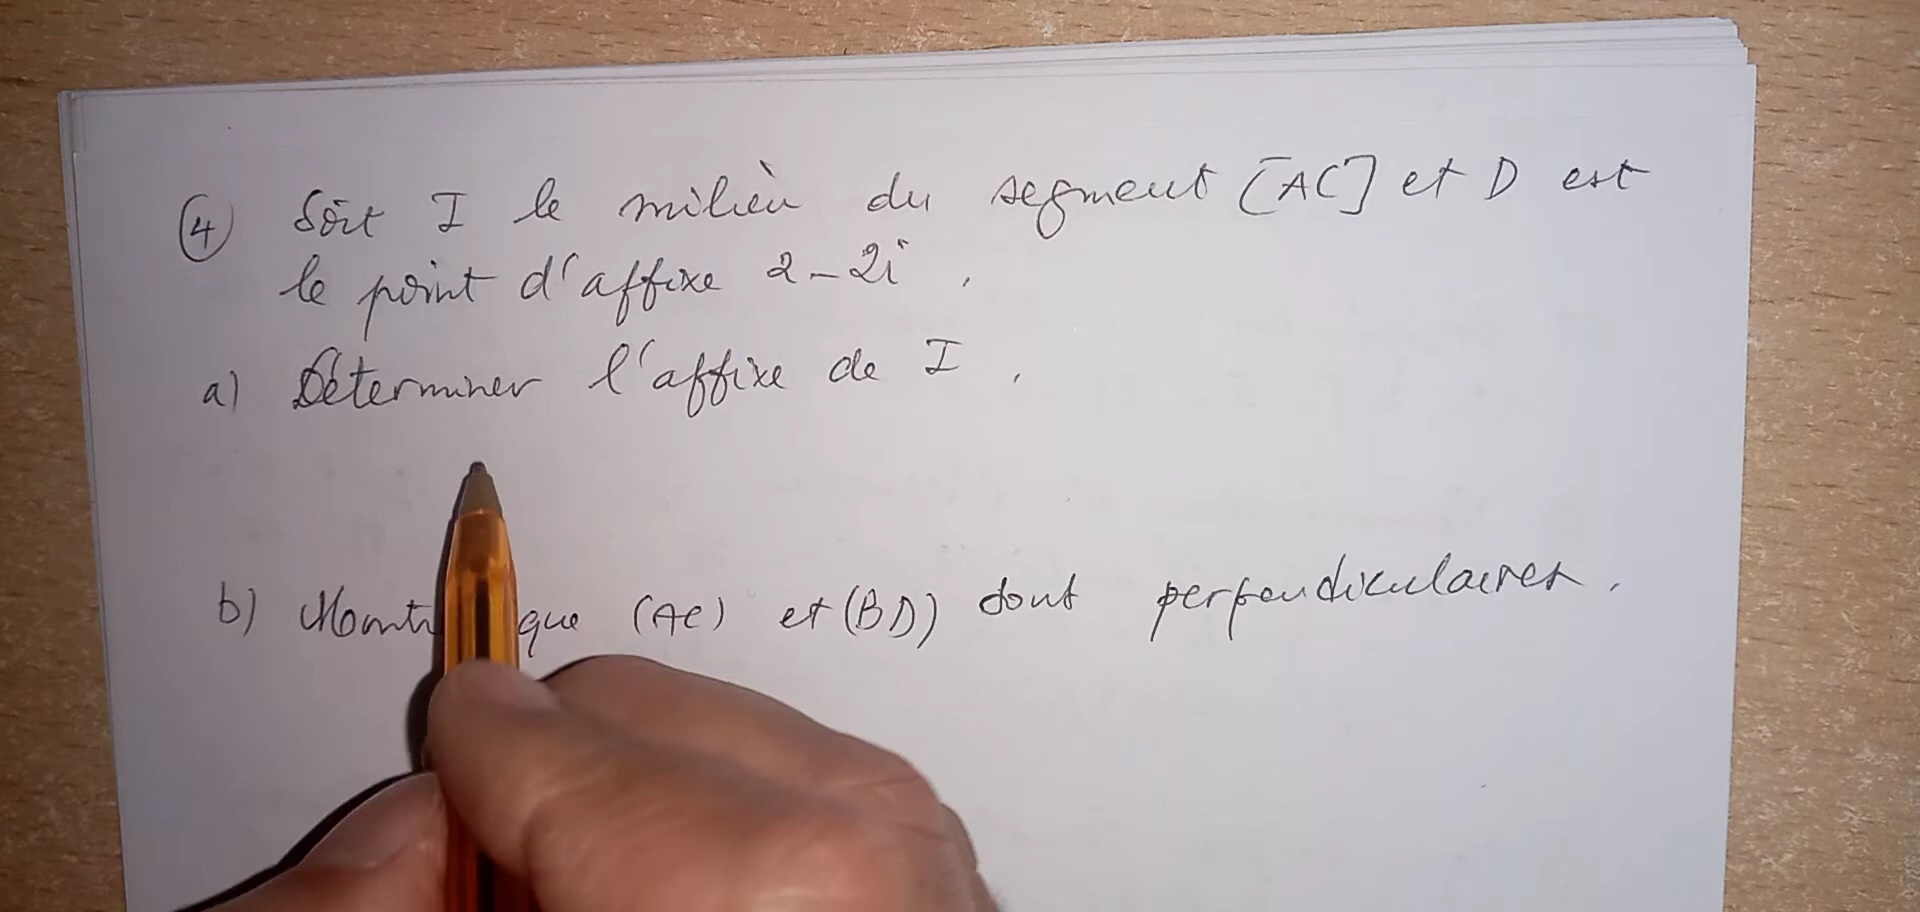 ④ Soit I le milieu du segment [AC] et D est
le point d'affixe 2-2i.
a) Déterminer l'affixe de I.
b) que (AC) et (BD) sont perpendiculaires.